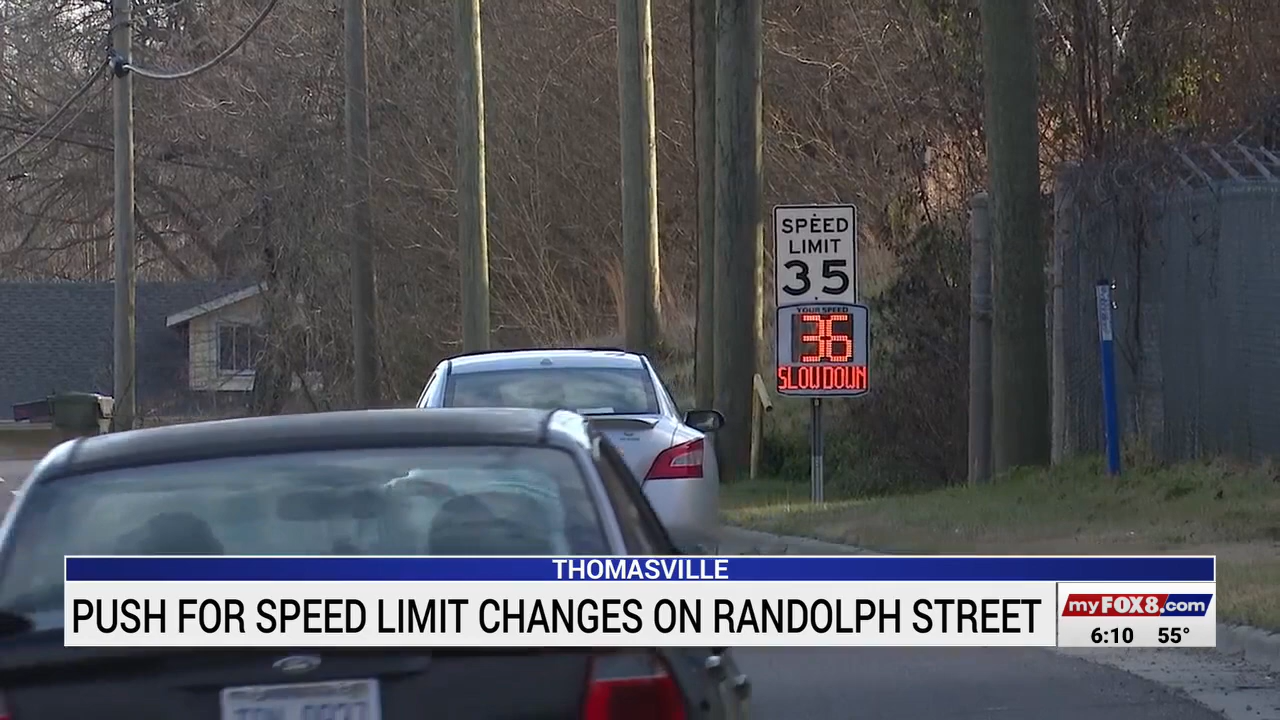 SPEED
LIMIT
35
YOUR SPEED
36
SLOW DOWN
THOMASVILLE
PUSH FOR SPEED LIMIT CHANGES ON RANDOLPH STREET
myFOX8.com
6:10 55°